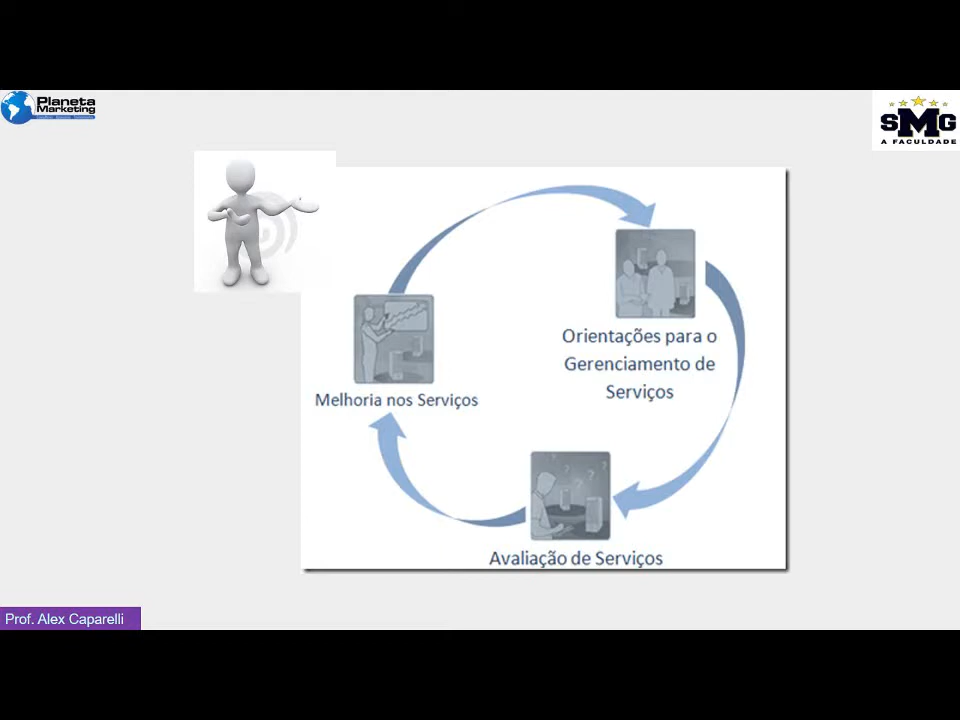 Planeta
Marketing
SMG
A FACULDADE
Orientações para o
Gerenciamento de
Serviços
Melhoria nos Serviços
Avaliação de Serviços
Prof. Alex Caparelli